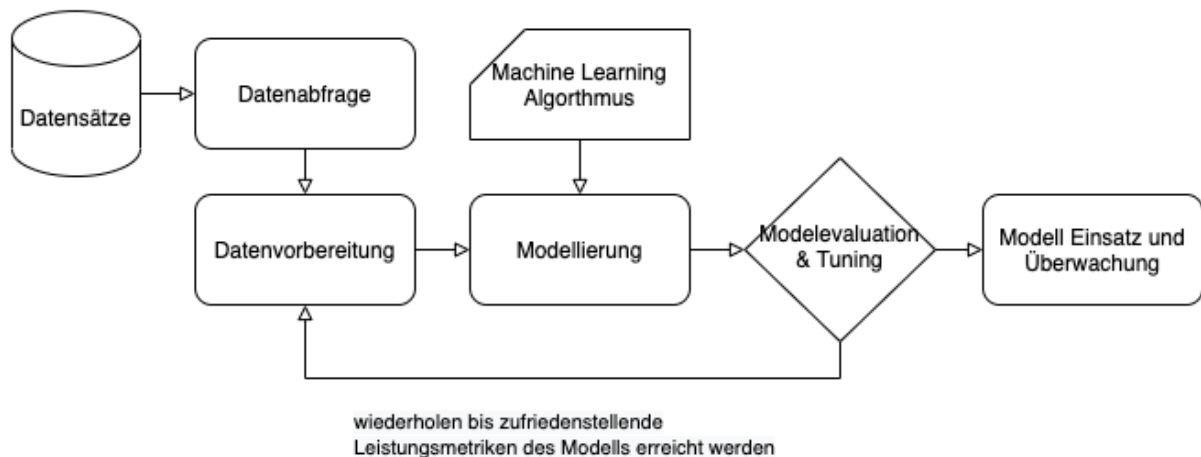 Datensätze
Datenabfrage
Machine Learning
Algorthmus
Datenvorbereitung
Modellierung
Modelevaluation
& Tuning
Modell Einsatz und
Überwachung
wiederholen bis zufriedenstellende
Leistungsmetriken des Modells erreicht werden